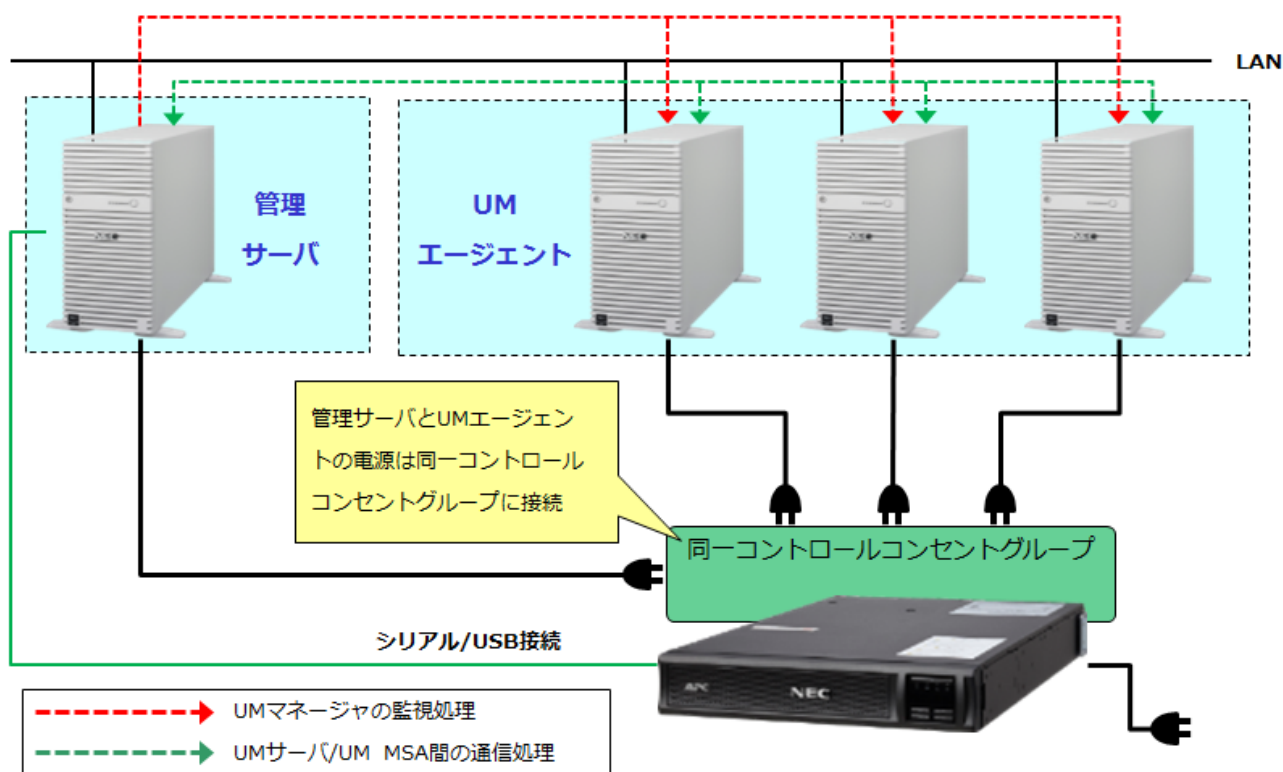 LAN
管理
サーバ
UM
エージェント
管理サーバとUMエージェン
トの電源は同一コントロール
コンセントグループに接続
同一コントロールコンセントグループ
シリアル/USB接続
APC
NEC
UMマネージャの監視処理
UMサーバ/UM MSA間の通信処理